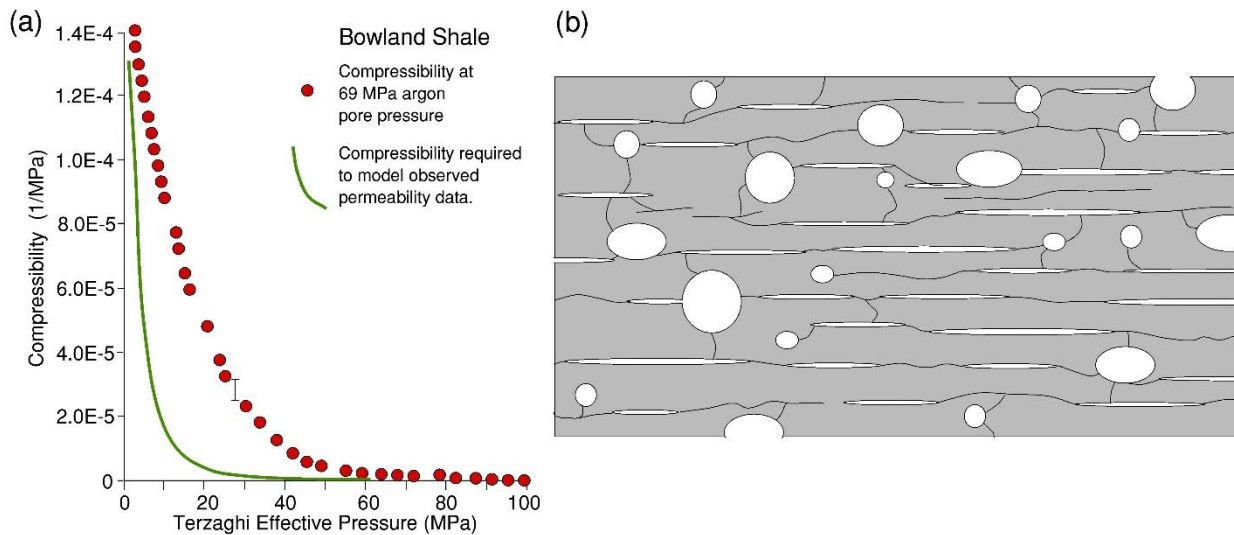 (a)
Bowland Shale
Compressibility at
69 MPa argon
pore pressure
Compressibility required
to model observed
permeability data.
Compressibility (1/MPa)
1.4E-4
1.2E-4
1.0E-4
8.0E-5
6.0E-5
4.0E-5
2.0E-5
0
0 20 40 60 80 100
Terzaghi Effective Pressure (MPa)
(b)